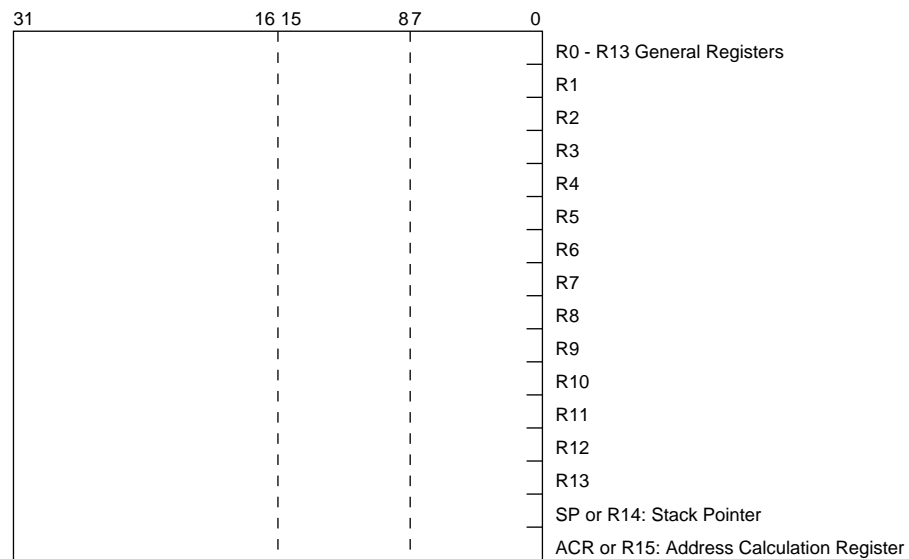 31 16 15 8 7 0
R0 - R13 General Registers
R1
R2
R3
R4
R5
R6
R7
R8
R9
R10
R11
R12
R13
SP or R14: Stack Pointer
ACR or R15: Address Calculation Register